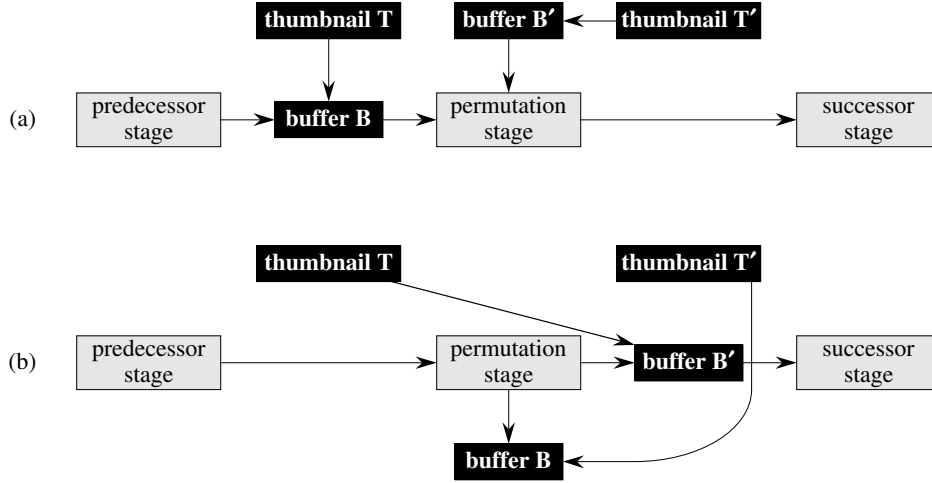 thumbnail T
buffer B′
thumbnail T′
(a)
predecessor
stage
buffer B
permutation
stage
successor
stage
thumbnail T
thumbnail T′
(b)
predecessor
stage
permutation
stage
buffer B′
successor
stage
buffer B